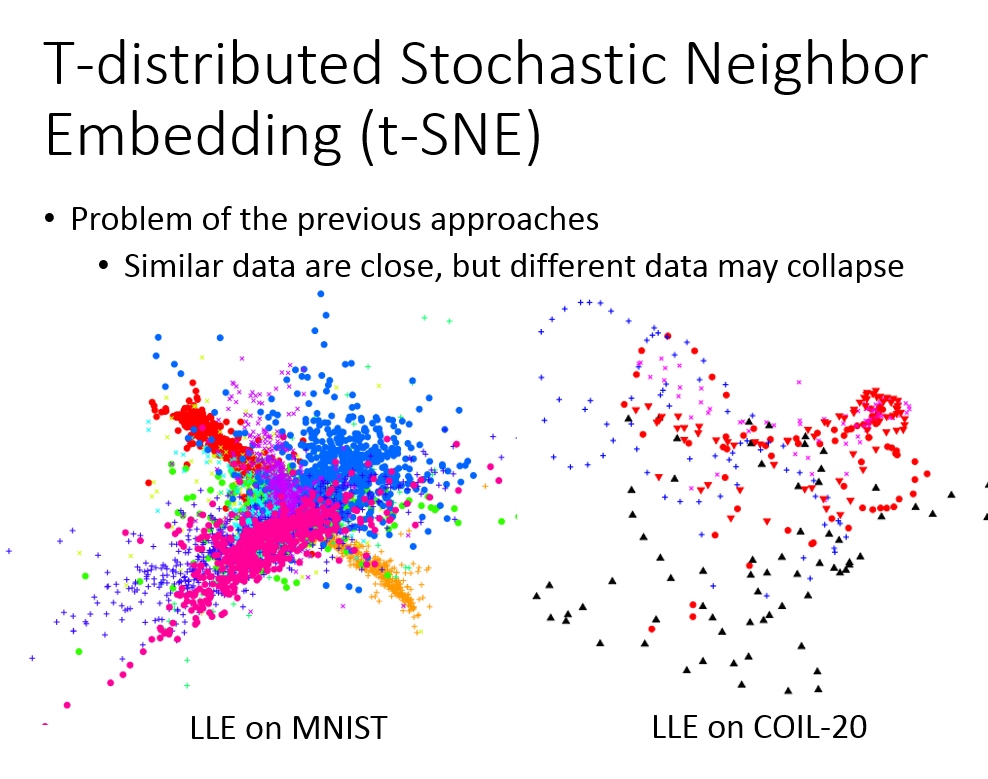 T-distributed Stochastic Neighbor
Embedding (t-SNE)
• Problem of the previous approaches
• Similar data are close, but different data may collapse
LLE on MNIST
LLE on COIL-20